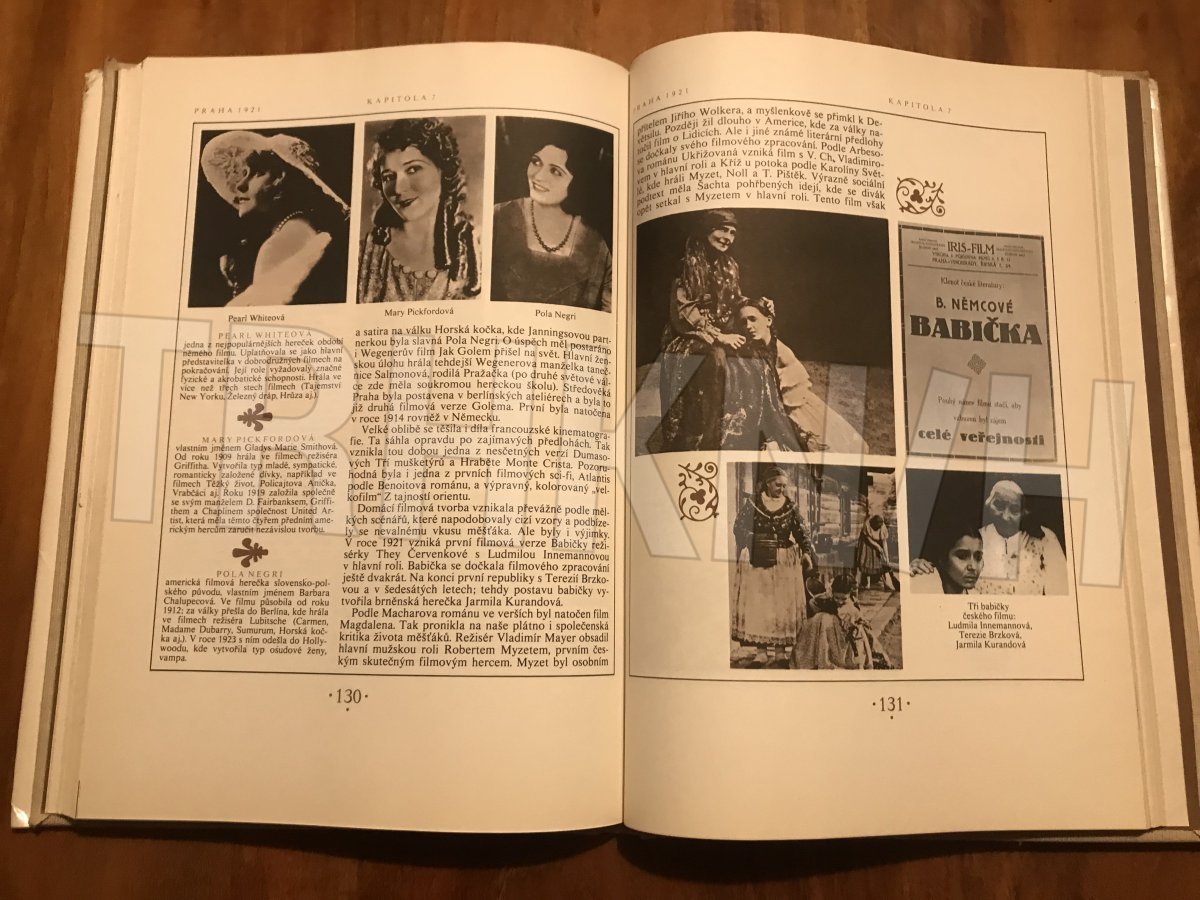 PRAHA 1921
KAPITOLA 7
Pearl Whiteová
Mary Pickfordová
Pola Negri
PEARL WHITEOVÁ
jedna z nejpopulárnějších hereček období
němého filmu. Uplatňovala se jako hlavní
představitelka v dobrodružných filmech na
pokračování. Její role vyžadovaly značné
fyzické a akrobatické schopnosti. Hrála ve
více než třech stech filmech (Tajemství
New Yorku, Železný dráp, Hrůza aj.).
MARY PICKFORDOVÁ
vlastním jménem Gladys Marie Smithová.
Od roku 1909 hrála ve filmech režiséra
Griffitha. Vytvořila typ mladé, sympatické,
romanticky založené dívky, například ve
filmech Těžký život, Policajtova Anička,
Vrabčáci aj. Roku 1919 založila společně
se svým manželem D. Fairbanksem, Griffi-
them a Chaplinem společnost United Ar-
tist, která měla těmto čtyřem předním ame-
rickým hercům zaručit nezávislou tvorbu.
POLA NEGRI
americká filmová herečka slovensko-pol-
ského původu, vlastním jménem Barbara
Chalupecová. Ve filmu působila od roku
1912; za války přešla do Berlína, kde hrála
ve filmech režiséra Lubitsche (Carmen,
Madame Dubarry, Sumurum, Horská koč-
ka aj.). V roce 1923 s ním odešla do Holly-
woodu, kde vytvořila typ osudové ženy,
vampa.
a satira na válku Horská kočka, kde Janningsovou part-
nerkou byla slavná Pola Negri. O úspěch měl postaráno
i Wegenerův film Jak Golem přišel na svět. Hlavní žen-
skou úlohu hrála tehdejší Wegenerova manželka taneč-
nice Salmonová, rodilá Pražačka (po druhé světové vál-
ce zde měla soukromou hereckou školu). Středověká
Praha byla postavena v berlínských ateliérech a byla to
již druhá filmová verze Golema. První byla natočena
v roce 1914 rovněž v Německu.
Velké oblibě se těšila i díla francouzské kinematogra-
fie. Ta sáhla opravdu po zajímavých předlohách. Tak
vznikla tou dobou jedna z nesčetných verzí Dumaso-
vých Tří mušketýrů a Hraběte Monte Crista. Pozoru-
hodná byla i jedna z prvních filmových sci-fi, Atlantis
podle Benoitova románu, a výpravný, kolorovaný „vel-
kofilm“ Z tajností orientu.
Domácí filmová tvorba vznikala převážně podle měl-
kých scénářů, které napodobovaly cizí vzory a podbíze-
ly se nevalnému vkusu měšťáka. Ale byly i výjimky.
V roce 1921 vzniká první filmová verze Babičky reži-
sérky They Červenkové s Ludmilou Innemannovou
v hlavní roli. Babička se dočkala filmového zpracování
ještě dvakrát. Na konci první republiky s Terezií Brzko-
vou a v šedesátých letech; tehdy postavu babičky vy-
tvořila brněnská herečka Jarmila Kurandová.
Podle Macharova románu ve verších byl natočen film
Magdalena. Tak pronikla na naše plátno i společenská
kritika života měšťáků. Režisér Vladimír Mayer obsadil
hlavní mužskou roli Robertem Myzetem, prvním čes-
kým skutečným filmovým hercem. Myzet byl osobním
·130·
PRAHA 1921
KAPITOLA 7
přítelem Jiřího Wolkera, a myšlenkově se přimkl k De-
větsilu. Později žil dlouho v Americe, kde za války na-
točil film o Lidicích. Ale i jiné známé literární předlohy
se dočkaly svého filmového zpracování. Podle Arbeso-
va románu Ukřižovaná vzniká film s V. Ch. Vladimíro-
vem v hlavní roli a Kříž u potoka podle Karoliny Svět-
lé, kde hráli Myzet, Noll a T. Pištěk. Výrazně sociální
podtext měla Šachta pohřbených idejí, kde se divák
opět setkal s Myzetem v hlavní roli. Tento film však
IRIS-FILM
Klenot české literatury:
B. NĚMCOVÉ
BABIČKA
Pouhý název filmu stačí, aby
vzbuzen byl zájem
celé veřejnosti
Tři babičky
českého filmu:
Ludmila Innemannová,
Terezie Brzková,
Jarmila Kurandová
·131·